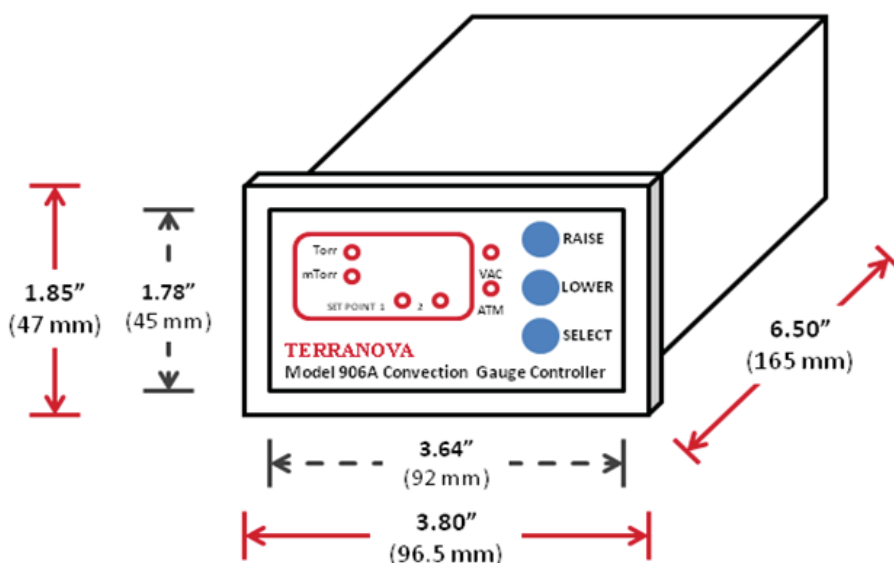 Torr
mTorr
SET POINT 1 2
VAC
ATM
RAISE
LOWER
SELECT
TERRANOVA
Model 906A Convection Gauge Controller
1.85”
(47 mm)
1.78”
(45 mm)
6.50”
(165 mm)
3.64”
(92 mm)
3.80”
(96.5 mm)